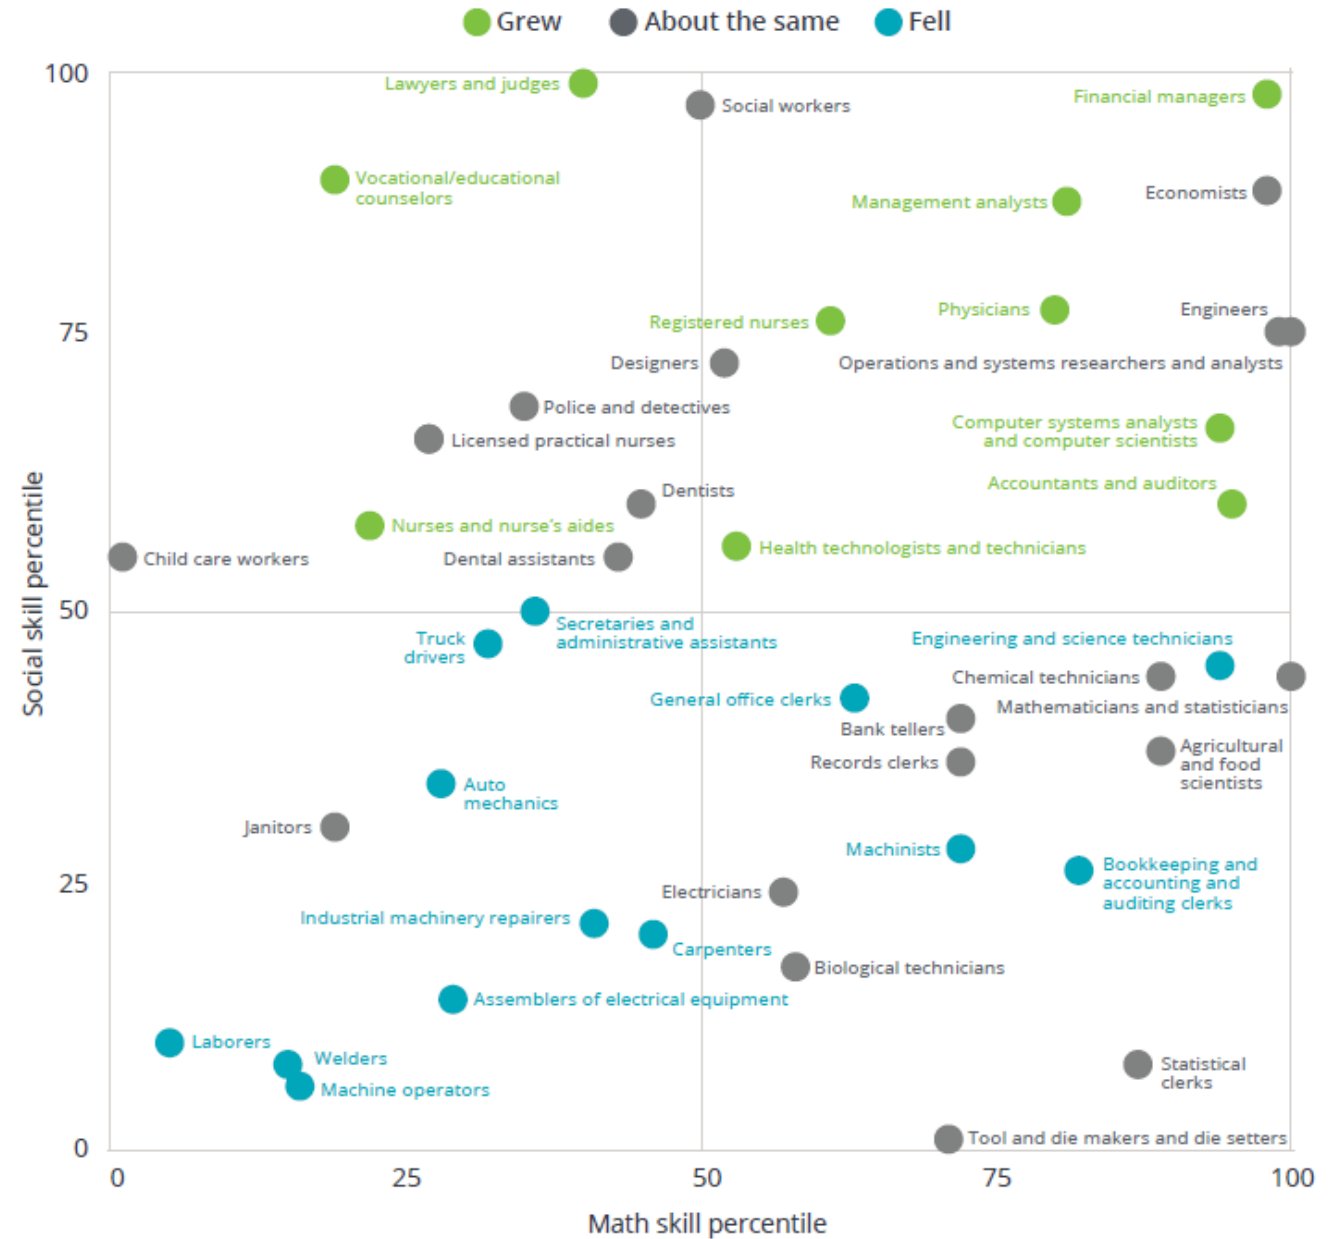 Grew
About the same
Fell
100
Lawyers and judges
Social workers
Financial managers
Vocational/educational
counselors
Management analysts
Economists
Registered nurses
Physicians
Engineers
75
Designers
Operations and systems researchers and analysts
Police and detectives
Licensed practical nurses
Computer systems analysts
and computer scientists
Accountants and auditors
Dentists
Nurses and nurse's aides
Health technologists and technicians
Child care workers
Dental assistants
50
Secretaries and
administrative assistants
Truck
drivers
Engineering and science technicians
Chemical technicians
General office clerks
Mathematicians and statisticians
Bank tellers
Records clerks
Agricultural
and food
scientists
Auto
mechanics
Janitors
Machinists
Bookkeeping and
accounting and
auditing clerks
25
Electricians
Industrial machinery repairers
Carpenters
Biological technicians
Assemblers of electrical equipment
Laborers
Welders
Machine operators
Statistical
clerks
Tool and die makers and die setters
0
Social skill percentile
0
25
50
75
100
Math skill percentile